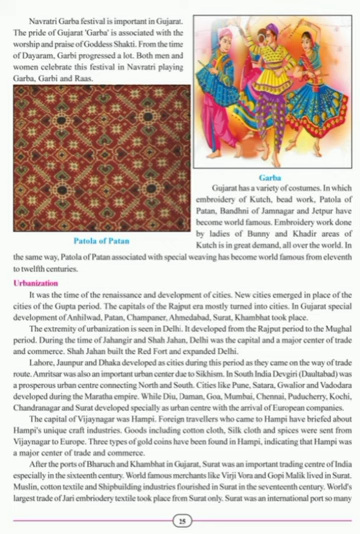 Navratri Garba festival is important in Gujarat.
The pride of Gujarat 'Garba' is associated with the
worship and praise of Goddess Shakti. From the time
of Dayaram, Garbi progressed a lot. Both men and
women celebrate this festival in Navratri playing
Garba, Garbi and Raas.
Garba
Patola of Patan
Gujarat has a variety of costumes. In which
embroidery of Kutch, bead work, Patola of
Patan, Bandhni of Jamnagar and Jetpur have
become world famous. Embroidery work done
by ladies of Bunny and Khadir areas of
Kutch is in great demand, all over the world. In
the same way, Patola of Patan associated with special weaving has become world famous from eleventh
to twelfth centuries.
Urbanization
It was the time of the renaissance and development of cities. New cities emerged in place of the
cities of the Gupta period. The capitals of the Rajput era mostly turned into cities. In Gujarat special
development of Anhilwad, Patan, Champaner, Ahmedabad, Surat, Khambhat took place.
The extremity of urbanization is seen in Delhi. It developed from the Rajput period to the Mughal
period. During the time of Jahangir and Shah Jahan, Delhi was the capital and a major center of trade
and commerce. Shah Jahan built the Red Fort and expanded Delhi.
Lahore, Jaunpur and Dhaka developed as cities during this period as they came on the way of trade
route. Amritsar was also an important urban center due to Sikhism. In South India Devgiri (Daultabad) was
a prosperous urban centre connecting North and South. Cities like Pune, Satara, Gwalior and Vadodara
developed during the Maratha empire. While Diu, Daman, Goa, Mumbai, Chennai, Puducherry, Kochi,
Chandranagar and Surat developed specially as urban centre with the arrival of European companies.
The capital of Vijaynagar was Hampi. Foreign travellers who came to Hampi have briefed about
Hampi's unique craft industries. Goods including cotton cloth, Silk cloth and spices were sent from
Vijaynagar to Europe. Three types of gold coins have been found in Hampi, indicating that Hampi was
a major center of trade and commerce.
After the ports of Bharuch and Khambhat in Gujarat, Surat was an important trading centre of India
especially in the sixteenth century. World famous merchants like Virji Vora and Gopi Malik lived in Surat.
Muslin, cotton textile and Shipbuilding industries flourished in Surat in the seventeenth century. World's
largest trade of Jari embriodery textile took place from Surat only. Surat was an international port so many
25